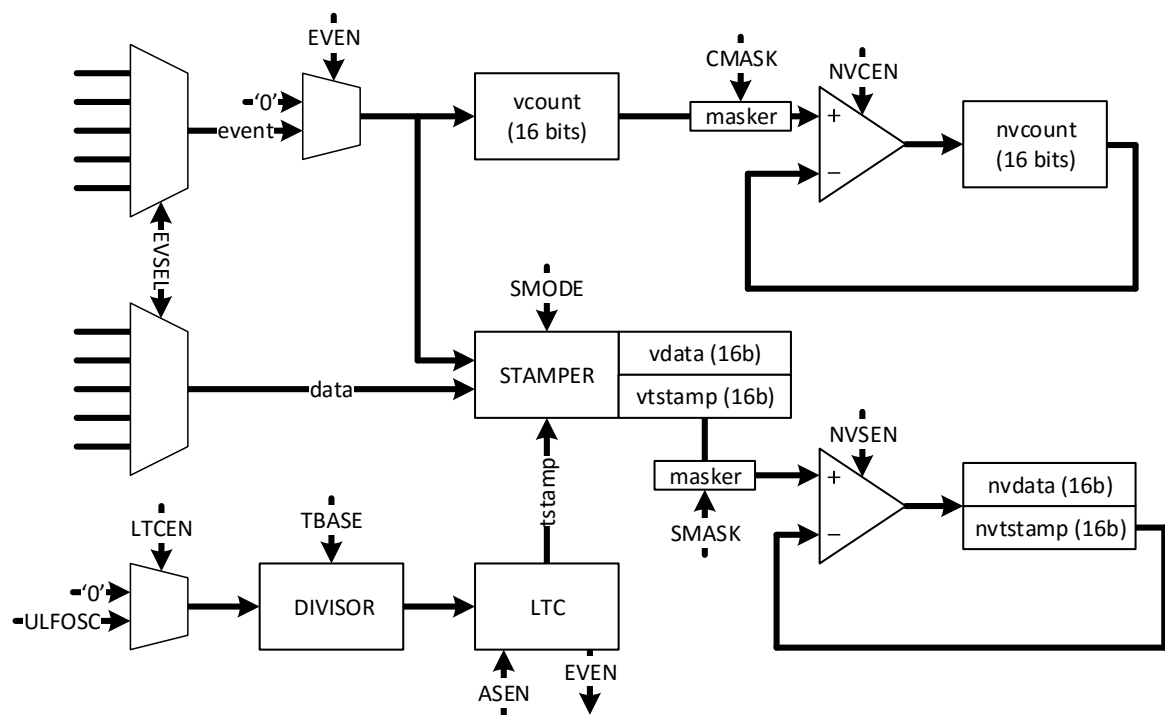 EVEN
CMASK
NVCEN
'0'
event
vcount
(16 bits)
masker
+
−
nvcount
(16 bits)
EVSEL
SMODE
data
STAMPER
vdata (16b)
vtstamp (16b)
tstamp
masker
SMASK
NVSEN
+
−
nvdata (16b)
nvtstamp (16b)
LTCEN
TBASE
'0'
ULFOSC
DIVISOR
LTC
ASEN
EVEN